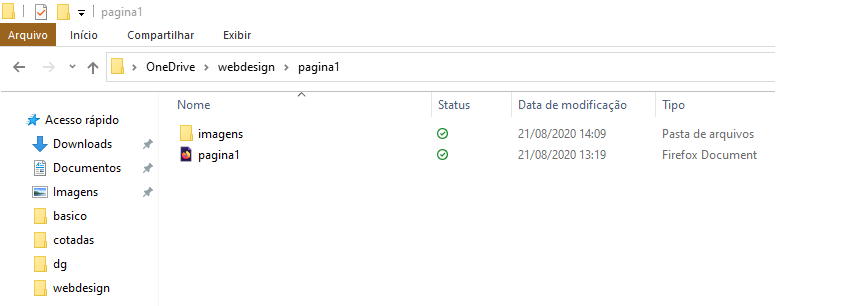 pagina1
Arquivo Início Compartilhar Exibir
OneDrive webdesign pagina1
Nome Status Data de modificação Tipo
Acesso rápido
Downloads
Documentos
Imagens
basico
cotadas
dg
webdesign
imagens 21/08/2020 14:09 Pasta de arquivos
pagina1 21/08/2020 13:19 Firefox Document